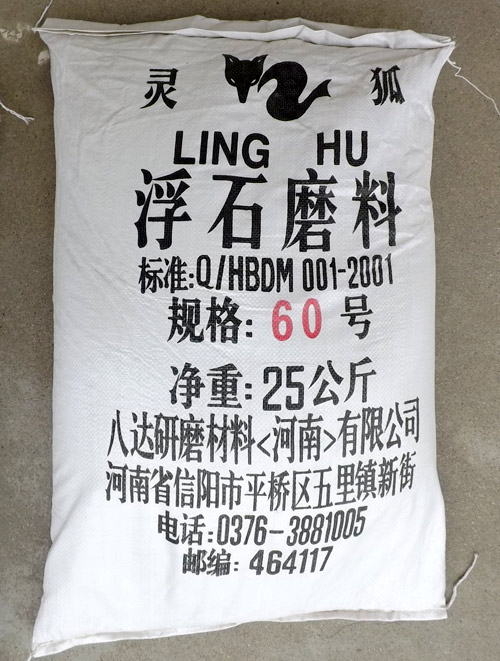 灵 狐
LING HU
浮石磨料
标准:Q/HBDM 001-2001
规格: 60 号
净重: 25公斤
八达研磨材料<河南>有限公司
河南省信阳市平桥区五里镇新街
电话:0376-3881005
邮编: 464117